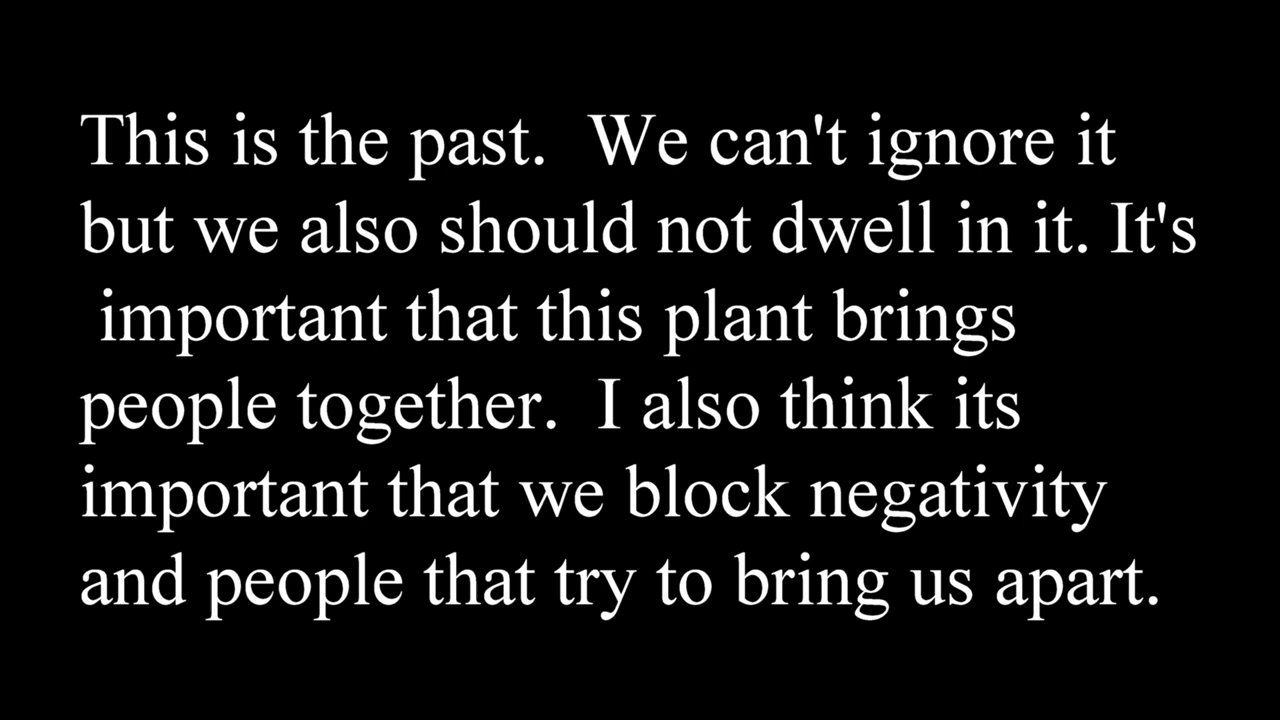 This is the past.  We can't ignore it
but we also should not dwell in it. It's
important that this plant brings
people together.  I also think its
important that we block negativity
and people that try to bring us apart.